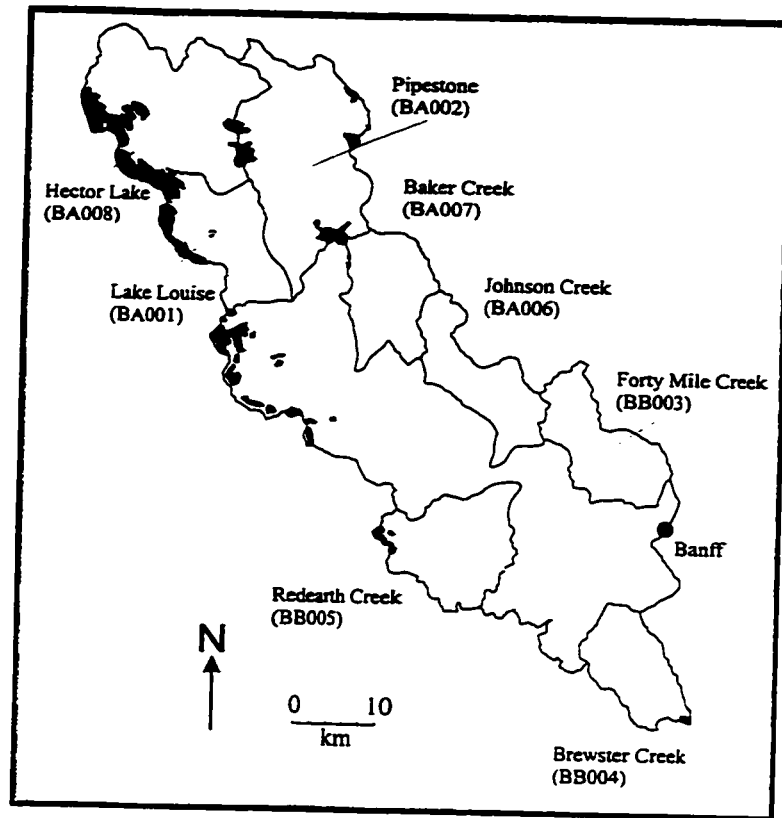 Pipestone
(BA002)
Hector Lake
(BA008)
Baker Creek
(BA007)
Lake Louise
(BA001)
Johnson Creek
(BA006)
Forty Mile Creek
(BB003)
Banff
Redearth Creek
(BB005)
N
0 10
km
Brewster Creek
(BB004)